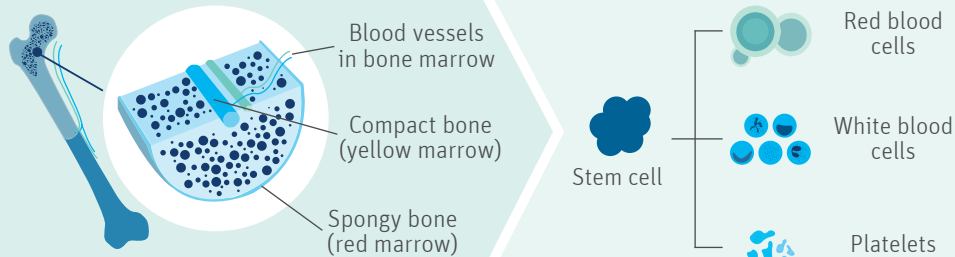 Blood vessels
in bone marrow
Compact bone
(yellow marrow)
Spongy bone
(red marrow)
Stem cell
Red blood
cells
White blood
cells
Platelets